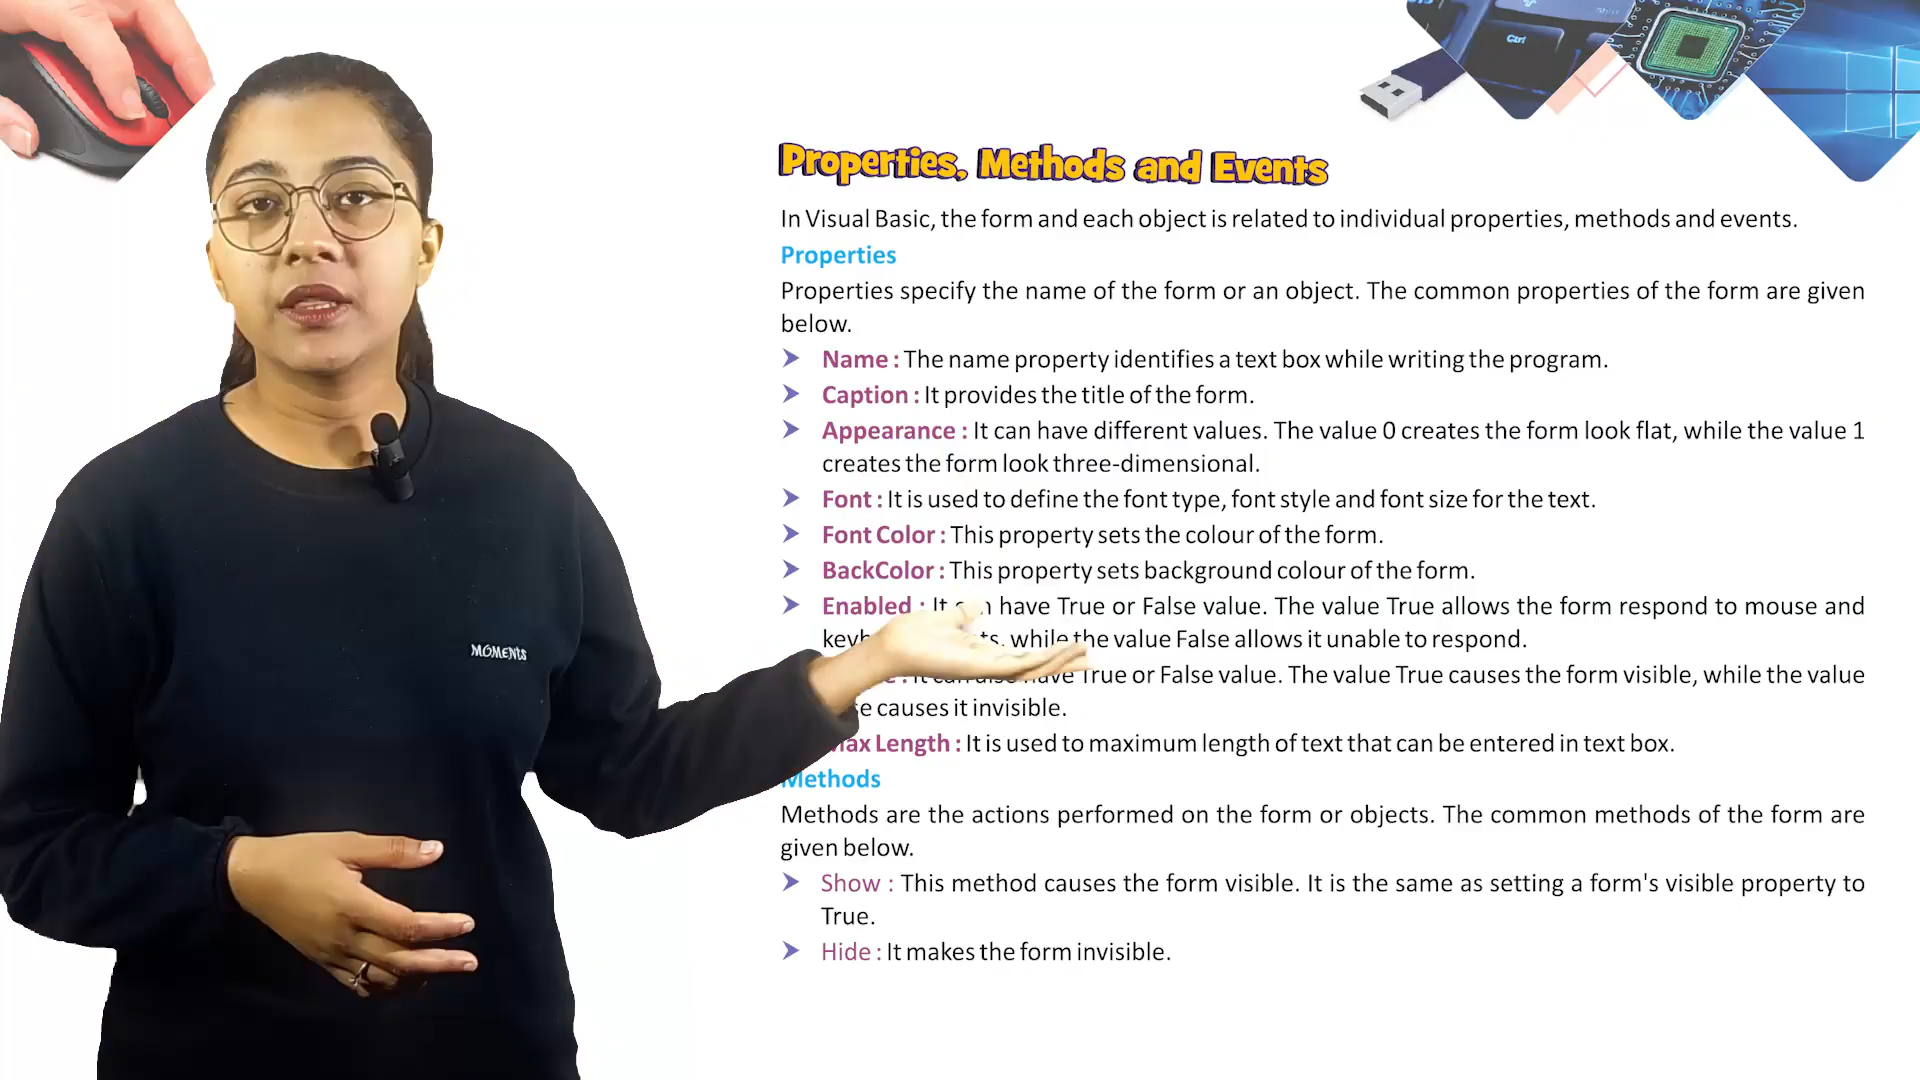 Ctrl
Properties, Methods and Events
In Visual Basic, the form and each object is related to individual properties, methods and events.
Properties
Properties specify the name of the form or an object. The common properties of the form are given
below.
Name : The name property identifies a text box while writing the program.
Caption : It provides the title of the form.
Appearance : It can have different values. The value 0 creates the form look flat, while the value 1
creates the form look three-dimensional.
Font : It is used to define the font type, font style and font size for the text.
Font Color : This property sets the colour of the form.
BackColor : This property sets background colour of the form.
Enabled : It can have True or False value. The value True allows the form respond to mouse and
while the value False allows it unable to respond.
It can also have True or False value. The value True causes the form visible, while the value
causes it invisible.
Max Length : It is used to maximum length of text that can be entered in text box.
Methods
Methods are the actions performed on the form or objects. The common methods of the form are
given below.
Show : This method causes the form visible. It is the same as setting a form's visible property to
True.
Hide : It makes the form invisible.
MOMENTS